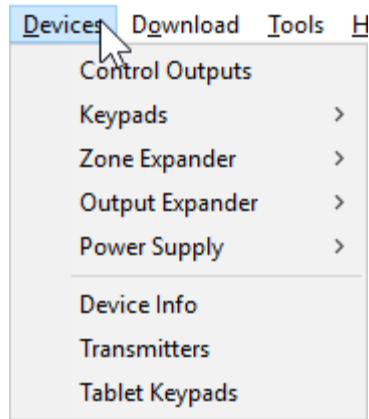 Devices Download Tools H
Control Outputs
Keypads
Zone Expander
Output Expander
Power Supply
Device Info
Transmitters
Tablet Keypads